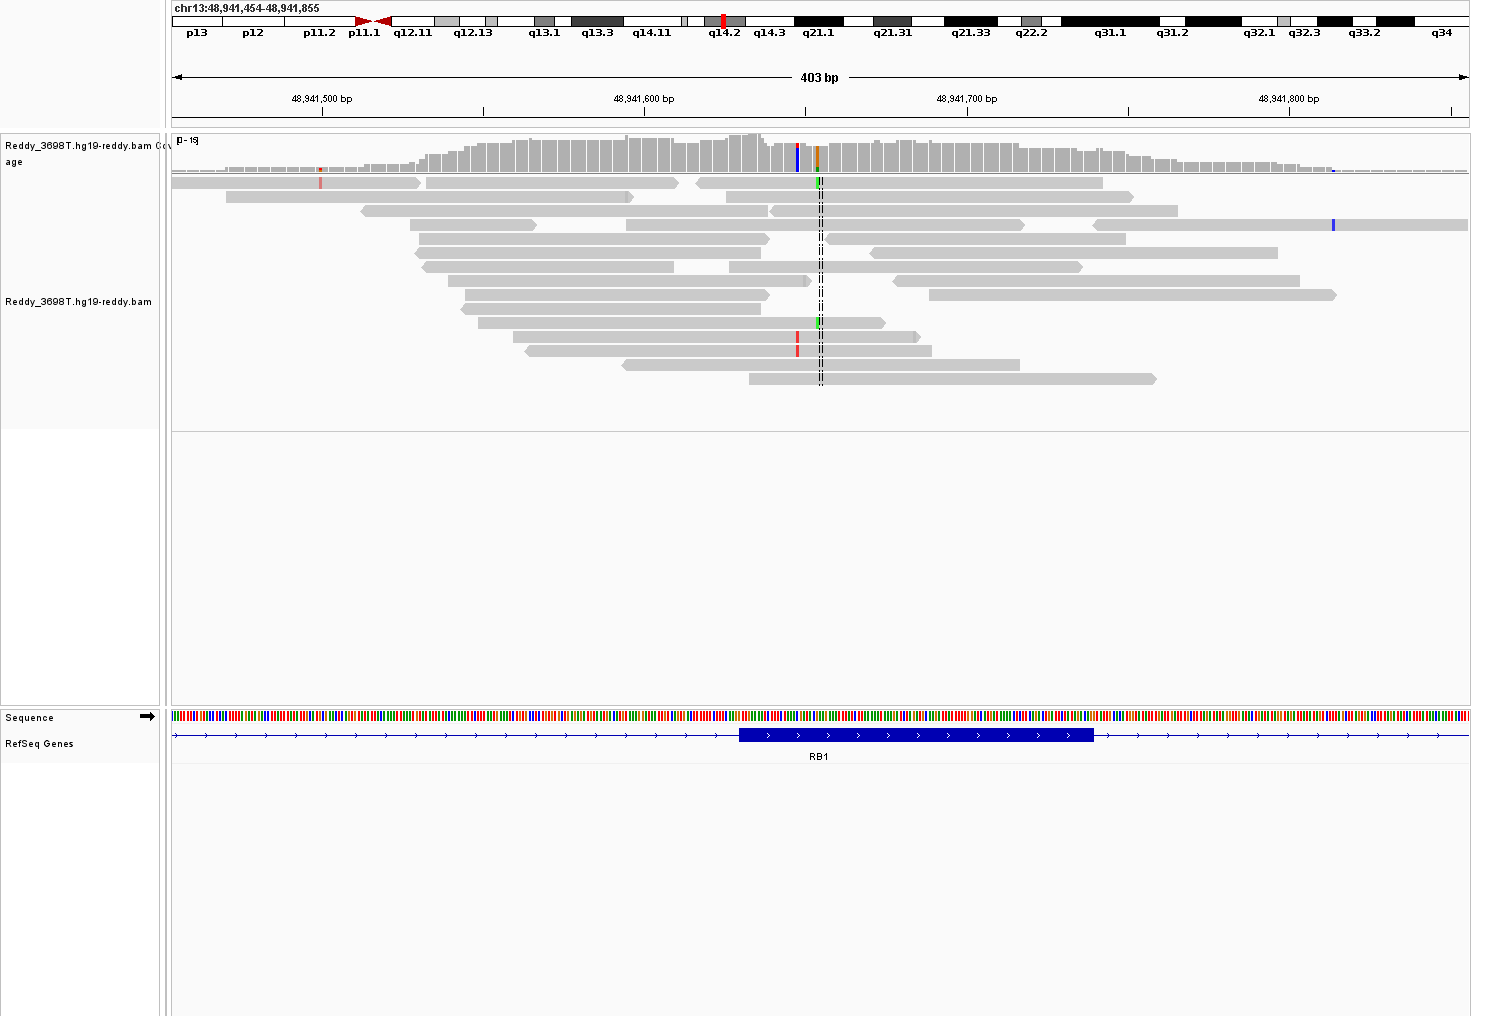 chr13:48,941,454-48,941,855
p13 p12 p11.2 p11.1 q12.11 q12.13 q13.1 q13.3 q14.11 q14.2 q14.3 q21.1 q21.31 q21.33 q22.2 q31.1 q31.2 q32.1 q32.3 q33.2 q34
403 bp
48,941,500 bp 48,941,600 bp 48,941,700 bp 48,941,800 bp
Reddy_3698T.hg19-reddy.bam Cov
age
[0 - 19]
Reddy_3698T.hg19-reddy.bam
Sequence
RefSeq Genes
RB1